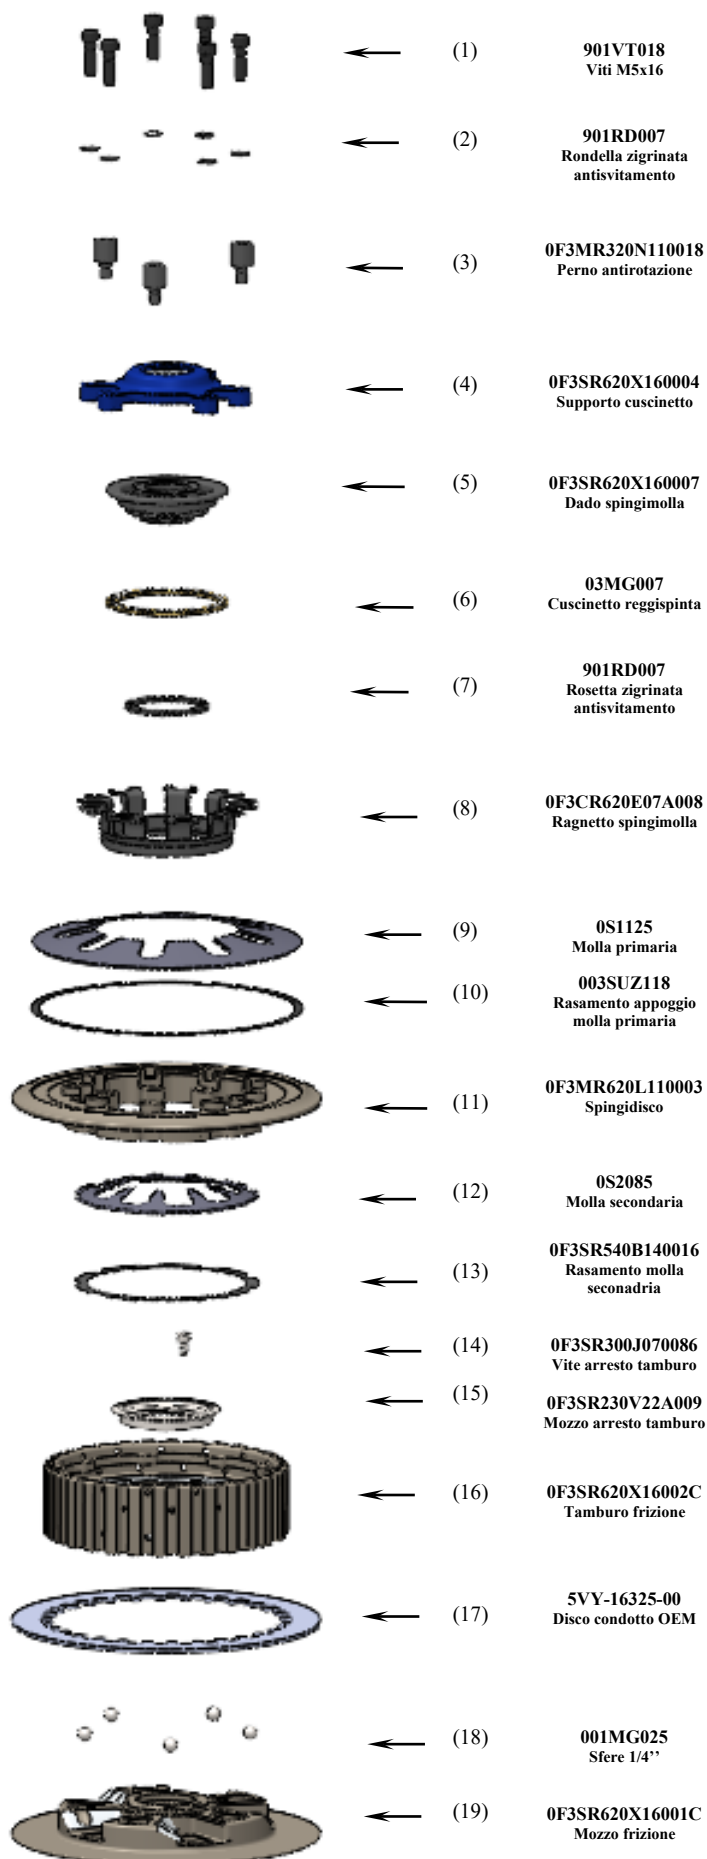 (1)
901VT018
Viti M5x16
(2)
901RD007
Rondella zigrinata
antisvitamento
(3)
0F3MR320N110018
Perno antirotazione
(4)
0F3SR620X160004
Supporto cuscinetto
(5)
0F3SR620X160007
Dado spingimolla
(6)
03MG007
Cuscinetto reggispinta
(7)
901RD007
Rosetta zigrinata
antisvitamento
(8)
0F3CR620E07A008
Ragnetto spingimolla
(9)
0S1125
Molla primaria
(10)
003SUZ118
Rasamento appoggio
molla primaria
(11)
0F3MR620L110003
Spingidisco
(12)
0S2085
Molla secondaria
(13)
0F3SR540B140016
Rasamento molla
seconadria
(14)
0F3SR300J070086
Vite arresto tamburo
(15)
0F3SR230V22A009
Mozzo arresto tamburo
(16)
0F3SR620X16002C
Tamburo frizione
(17)
5VY-16325-00
Disco condotto OEM
(18)
001MG025
Sfere 1/4’’
(19)
0F3SR620X16001C
Mozzo frizione